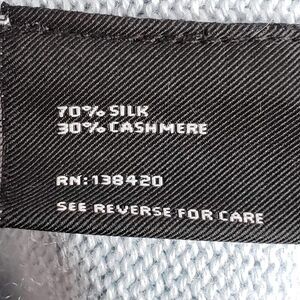 70% SILK
30% CASHMERE
RN: 138420
SEE REVERSE FOR CARE